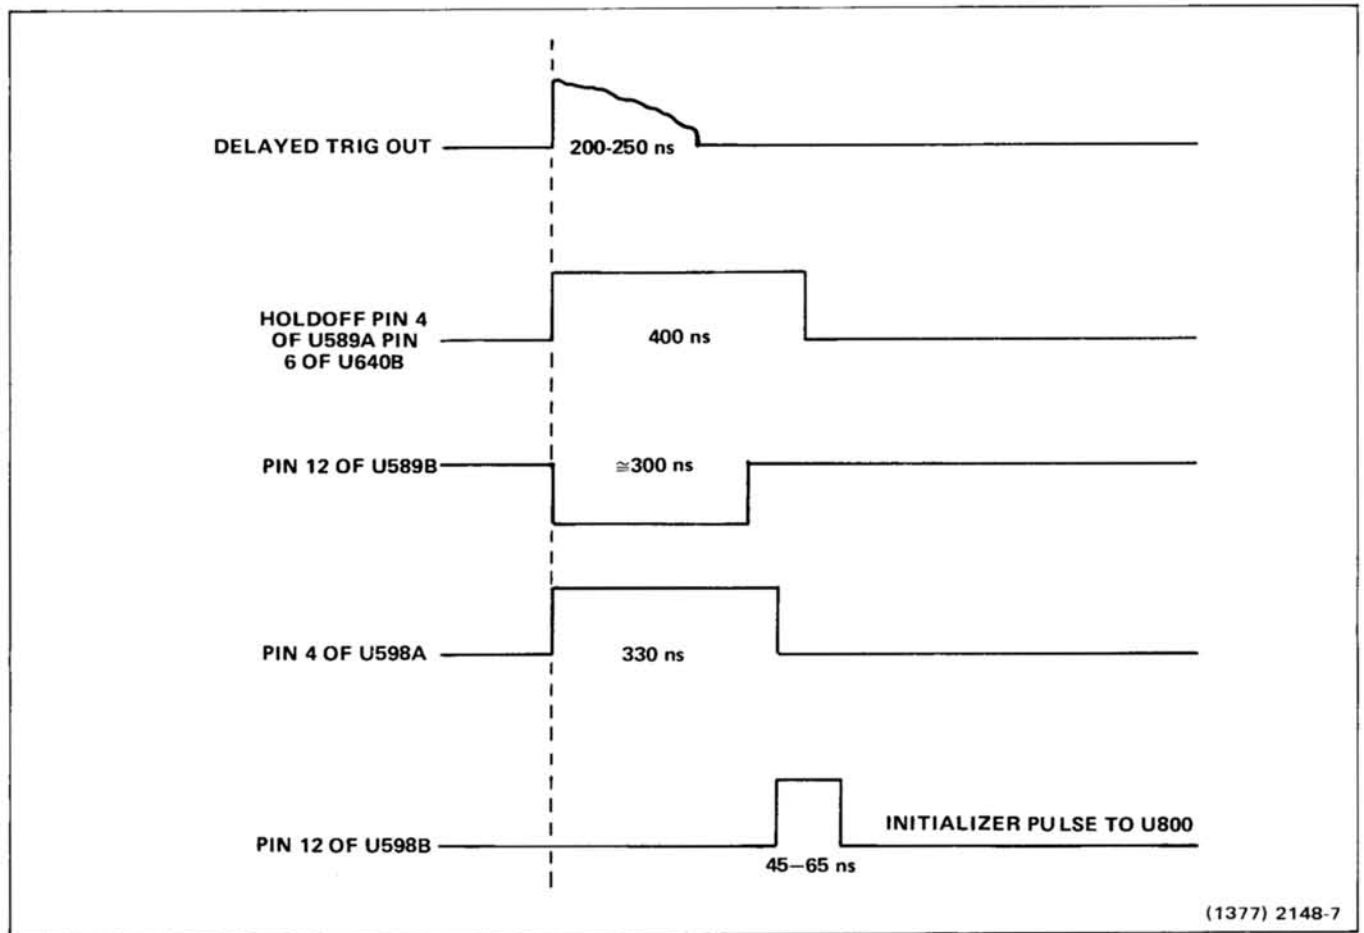 DELAYED TRIG OUT
200-250 ns
HOLDOFF PIN 4
OF U589A PIN
6 OF U640B
400 ns
PIN 12 OF U589B
≅300 ns
PIN 4 OF U598A
330 ns
PIN 12 OF U598B
INITIALIZER PULSE TO U800
45–65 ns
(1377) 2148-7